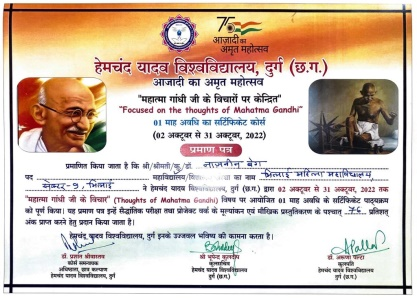 75
आज़ादी का
अमृत महोत्सव
हेमचंद यादव विश्वविद्यालय, दुर्ग (छ.ग.)
आजादी का अमृत महोत्सव
"महात्मा गांधी जी के विचारों पर केन्द्रित"
"Focused on the thoughts of Mahatma Gandhi"
01 माह अवधि का सर्टिफिकेट कोर्स
(02 अक्टूबर से 31 अक्टूबर, 2022)
प्रमाण पत्र
प्रमाणित किया जाता है कि श्री/श्रीमती/कु./डॉ. नाजनीन बेग
पद महाविद्यालय/ का नाम भिलाई महिला महाविद्यालय
सेक्टर-9, भिलाई ने हेमचंद यादव विश्वविद्यालय, दुर्ग (छ.ग.) द्वारा 02 अक्टूबर से 31 अक्टूबर, 2022 तक
"महात्मा गांधी जी के विचार" (Thoughts of Mahatma Gandhi) विषय पर आयोजित 01 माह अवधि का सर्टिफिकेट पाठ्यक्रम
को पूर्ण किया। यह प्रमाण पत्र इन्हें सैद्धांतिक परीक्षा तथा प्रोजेक्ट वर्क के मूल्यांकन एवं मौखिक प्रस्तुतिकरण के पश्चात् 76 प्रतिशत्
अंक प्राप्त करने हेतु प्रदान किया जाता है।
हेमचंद यादव विश्वविद्यालय, दुर्ग इनके उज्जवल भविष्य की कामना करता है।
डॉ. प्रशांत श्रीवास्तव
कोर्स समन्वयक
अधिष्ठाता, छात्र कल्याण
हेमचंद यादव विश्वविद्यालय, दुर्ग
श्री भूपेन्द्र कुलदीप
कुलसचिव
हेमचंद यादव विश्वविद्यालय, दुर्ग
डॉ. अरूणा पल्टा
कुलपति
हेमचंद यादव विश्वविद्यालय, दुर्ग